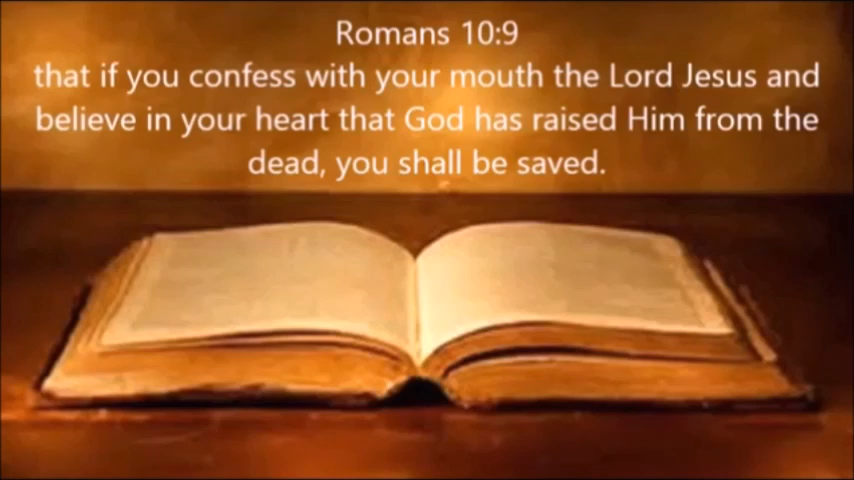 Romans 10:9
that if you confess with your mouth the Lord Jesus and
believe in your heart that God has raised Him from the
dead, you shall be saved.